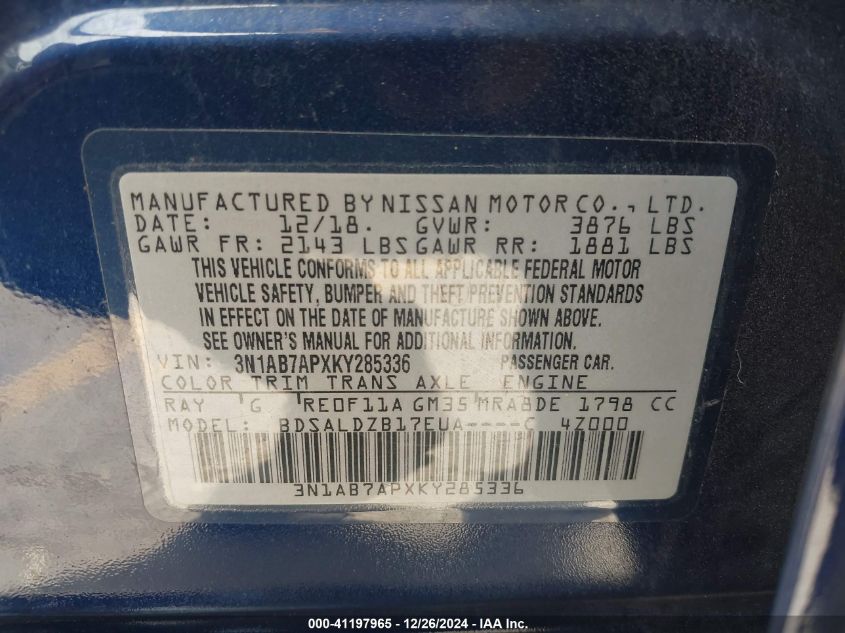 MANUFACTURED BY NISSAN MOTOR CO., LTD.
DATE: 12/18. GVWR: 3876 LBS
GAWR FR: 2143 LBS GAWR RR: 1881 LBS
THIS VEHICLE CONFORMS TO ALL APPLICABLE FEDERAL MOTOR
VEHICLE SAFETY, BUMPER AND THEFT PREVENTION STANDARDS
IN EFFECT ON THE DATE OF MANUFACTURE SHOWN ABOVE.
SEE OWNER'S MANUAL FOR ADDITIONAL INFORMATION.
VIN: 3N1AB7APXKY285336 PASSENGER CAR.
COLOR TRIM TRANS AXLE ENGINE
RAY G RE0F11A GM35 MRA8DE 1798 CC
MODEL: BDSALDZB17EUA----C 4Z000
3N1AB7APXKY285336
000-41197965 - 12/26/2024 - IAA Inc.